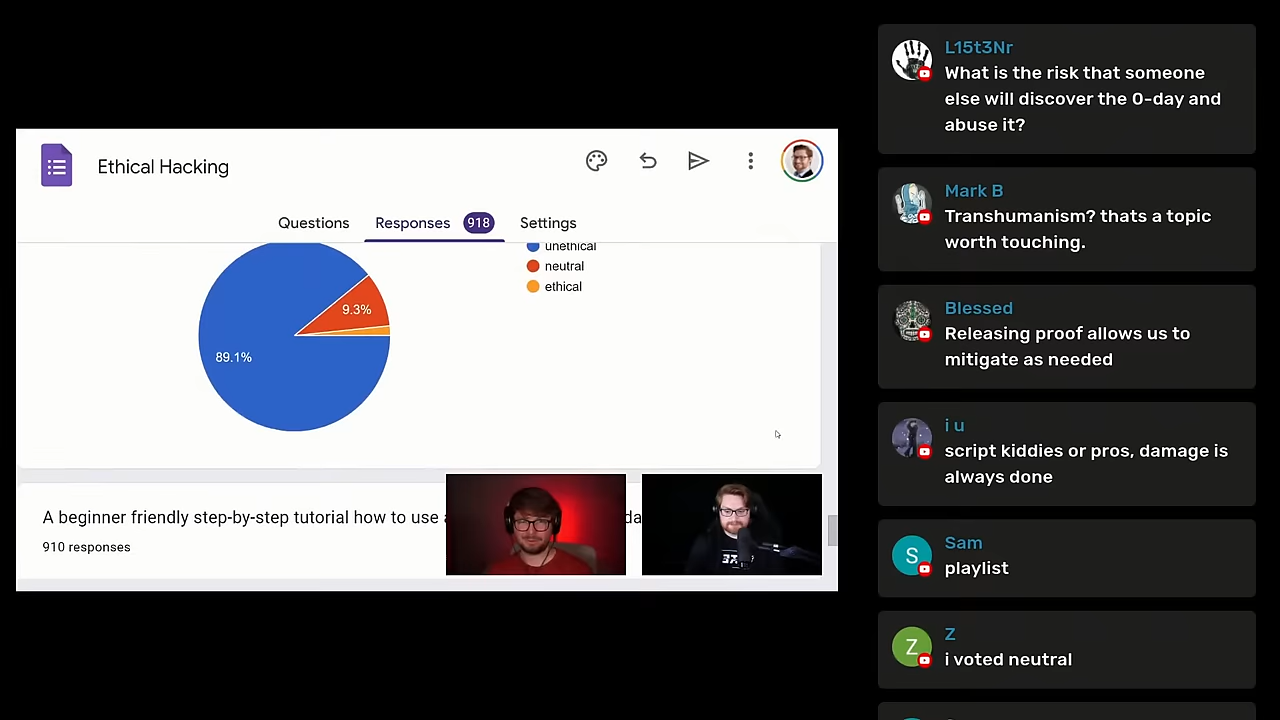 Ethical Hacking
Questions
Responses
918
Settings
unethical
neutral
ethical
9.3%
89.1%
A beginner friendly step-by-step tutorial how to use
910 responses
L15t3Nr
What is the risk that someone
else will discover the 0-day and
abuse it?
Mark B
Transhumanism? thats a topic
worth touching.
Blessed
Releasing proof allows us to
mitigate as needed
i u
script kiddies or pros, damage is
always done
S
Sam
playlist
Z
Z
i voted neutral